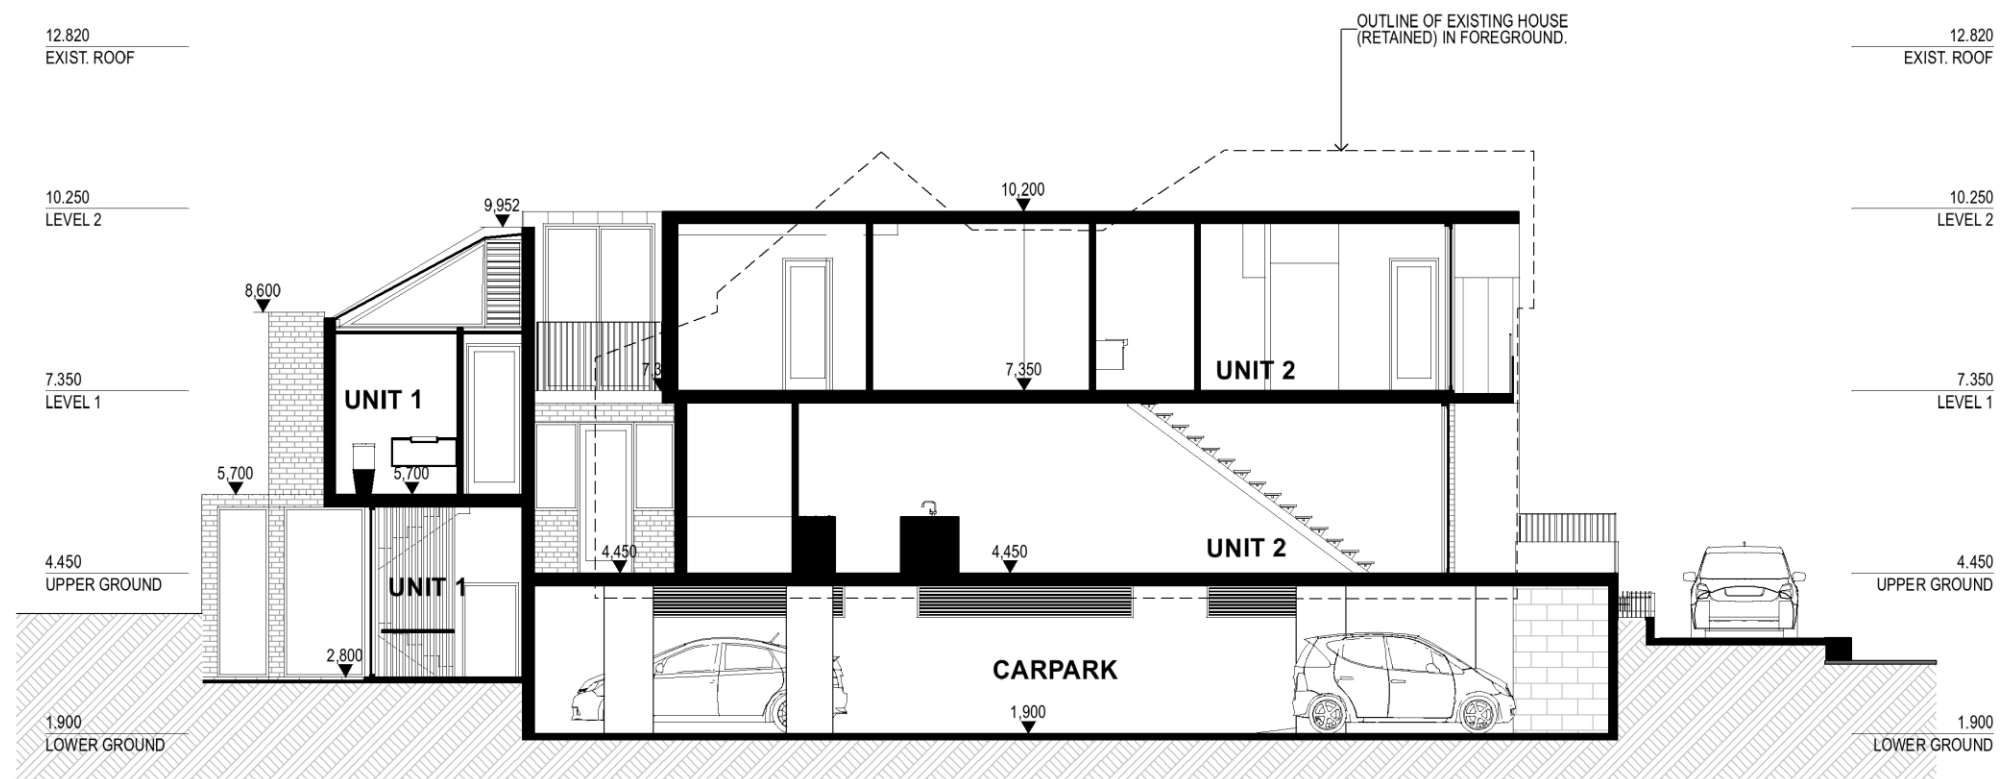 OUTLINE OF EXISTING HOUSE
(RETAINED) IN FOREGROUND.
12.820
EXIST. ROOF
12.820
EXIST. ROOF
10.250
LEVEL 2
9,952
10,200
10.250
LEVEL 2
8,600
7.350
LEVEL 1
UNIT 1
7,350
UNIT 2
7.350
LEVEL 1
5,700
5,700
4.450
UPPER GROUND
UNIT 1
4,450
4,450
UNIT 2
4.450
UPPER GROUND
2,800
CARPARK
1.900
LOWER GROUND
1,900
1.900
LOWER GROUND